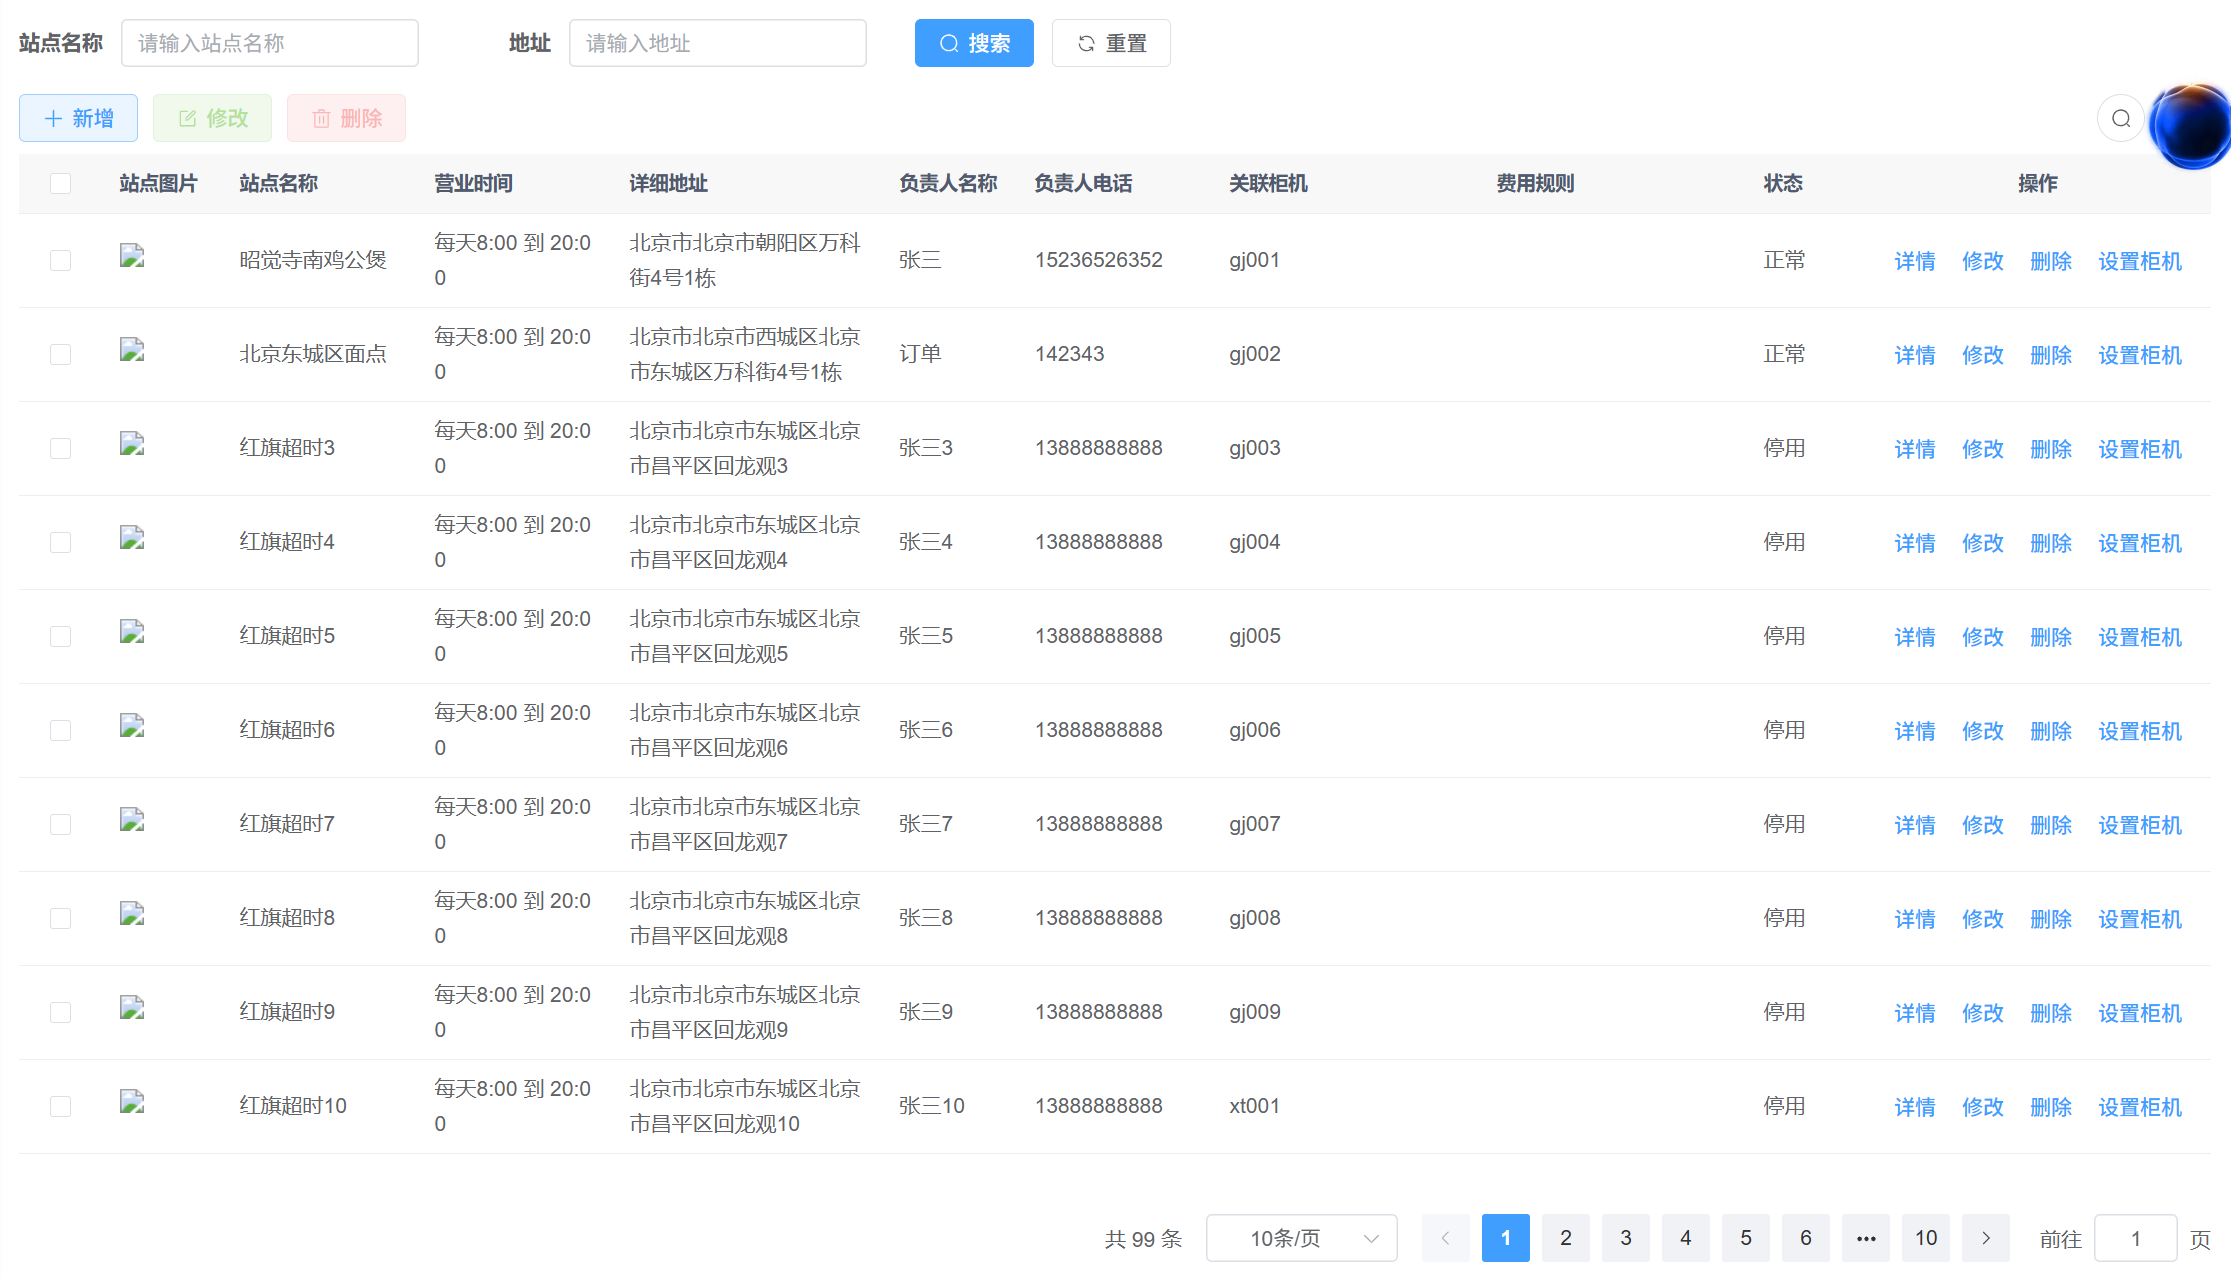 站点名称 请输入站点名称 地址 请输入地址 搜索 重置
新增 修改 删除
站点图片 站点名称 营业时间 详细地址 负责人名称 负责人电话 关联柜机 费用规则 状态 操作
昭觉寺南鸡公煲 每天8:00 到 20:0
0 北京市北京市朝阳区万科
街4号1栋 张三 15236526352 gj001 正常 详情 修改 删除 设置柜机
北京东城区面点 每天8:00 到 20:0
0 北京市北京市西城区北京
市东城区万科街4号1栋 订单 142343 gj002 正常 详情 修改 删除 设置柜机
红旗超时3 每天8:00 到 20:0
0 北京市北京市东城区北京
市昌平区回龙观3 张三3 13888888888 gj003 停用 详情 修改 删除 设置柜机
红旗超时4 每天8:00 到 20:0
0 北京市北京市东城区北京
市昌平区回龙观4 张三4 13888888888 gj004 停用 详情 修改 删除 设置柜机
红旗超时5 每天8:00 到 20:0
0 北京市北京市东城区北京
市昌平区回龙观5 张三5 13888888888 gj005 停用 详情 修改 删除 设置柜机
红旗超时6 每天8:00 到 20:0
0 北京市北京市东城区北京
市昌平区回龙观6 张三6 13888888888 gj006 停用 详情 修改 删除 设置柜机
红旗超时7 每天8:00 到 20:0
0 北京市北京市东城区北京
市昌平区回龙观7 张三7 13888888888 gj007 停用 详情 修改 删除 设置柜机
红旗超时8 每天8:00 到 20:0
0 北京市北京市东城区北京
市昌平区回龙观8 张三8 13888888888 gj008 停用 详情 修改 删除 设置柜机
红旗超时9 每天8:00 到 20:0
0 北京市北京市东城区北京
市昌平区回龙观9 张三9 13888888888 gj009 停用 详情 修改 删除 设置柜机
红旗超时10 每天8:00 到 20:0
0 北京市北京市东城区北京
市昌平区回龙观10 张三10 13888888888 xt001 停用 详情 修改 删除 设置柜机
共 99 条 10条/页 1 2 3 4 5 6 ••• 10 前往 1 页